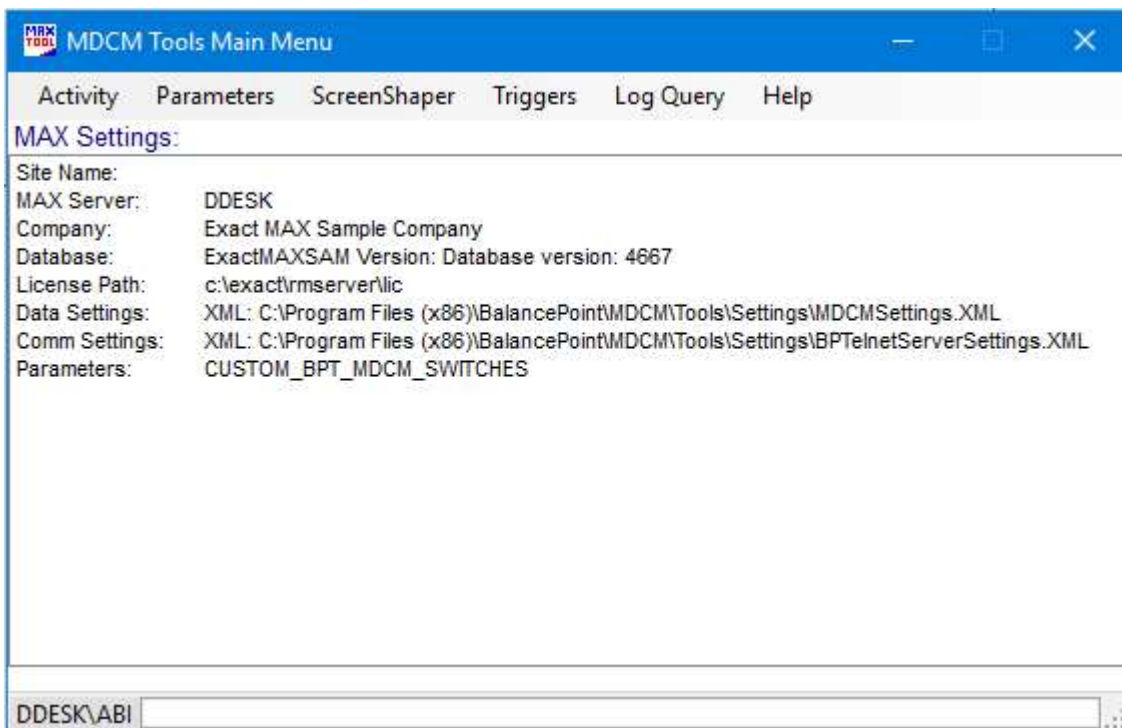 MAX TOOL MDCM Tools Main Menu
Activity Parameters ScreenShaper Triggers Log Query Help
MAX Settings:
Site Name:
MAX Server: DDESK
Company: Exact MAX Sample Company
Database: ExactMAXSAM Version: Database version: 4667
License Path: c:\exact\rmserver\lic
Data Settings: XML: C:\Program Files (x86)\BalancePoint\MDCM\Tools\Settings\MDCMSettings.XML
Comm Settings: XML: C:\Program Files (x86)\BalancePoint\MDCM\Tools\Settings\BPTelnetServerSettings.XML
Parameters: CUSTOM_BPT_MDCM_SWITCHES
DDESK\ABI